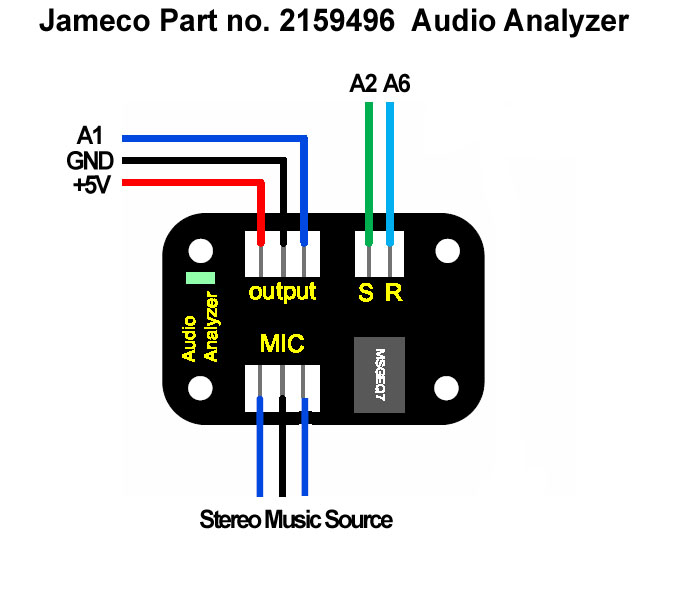 Jameco Part no. 2159496 Audio Analyzer
A2 A6
A1
GND
+5V
output
S R
Audio
Analyzer
MIC
MSGEQ7
Stereo Music Source